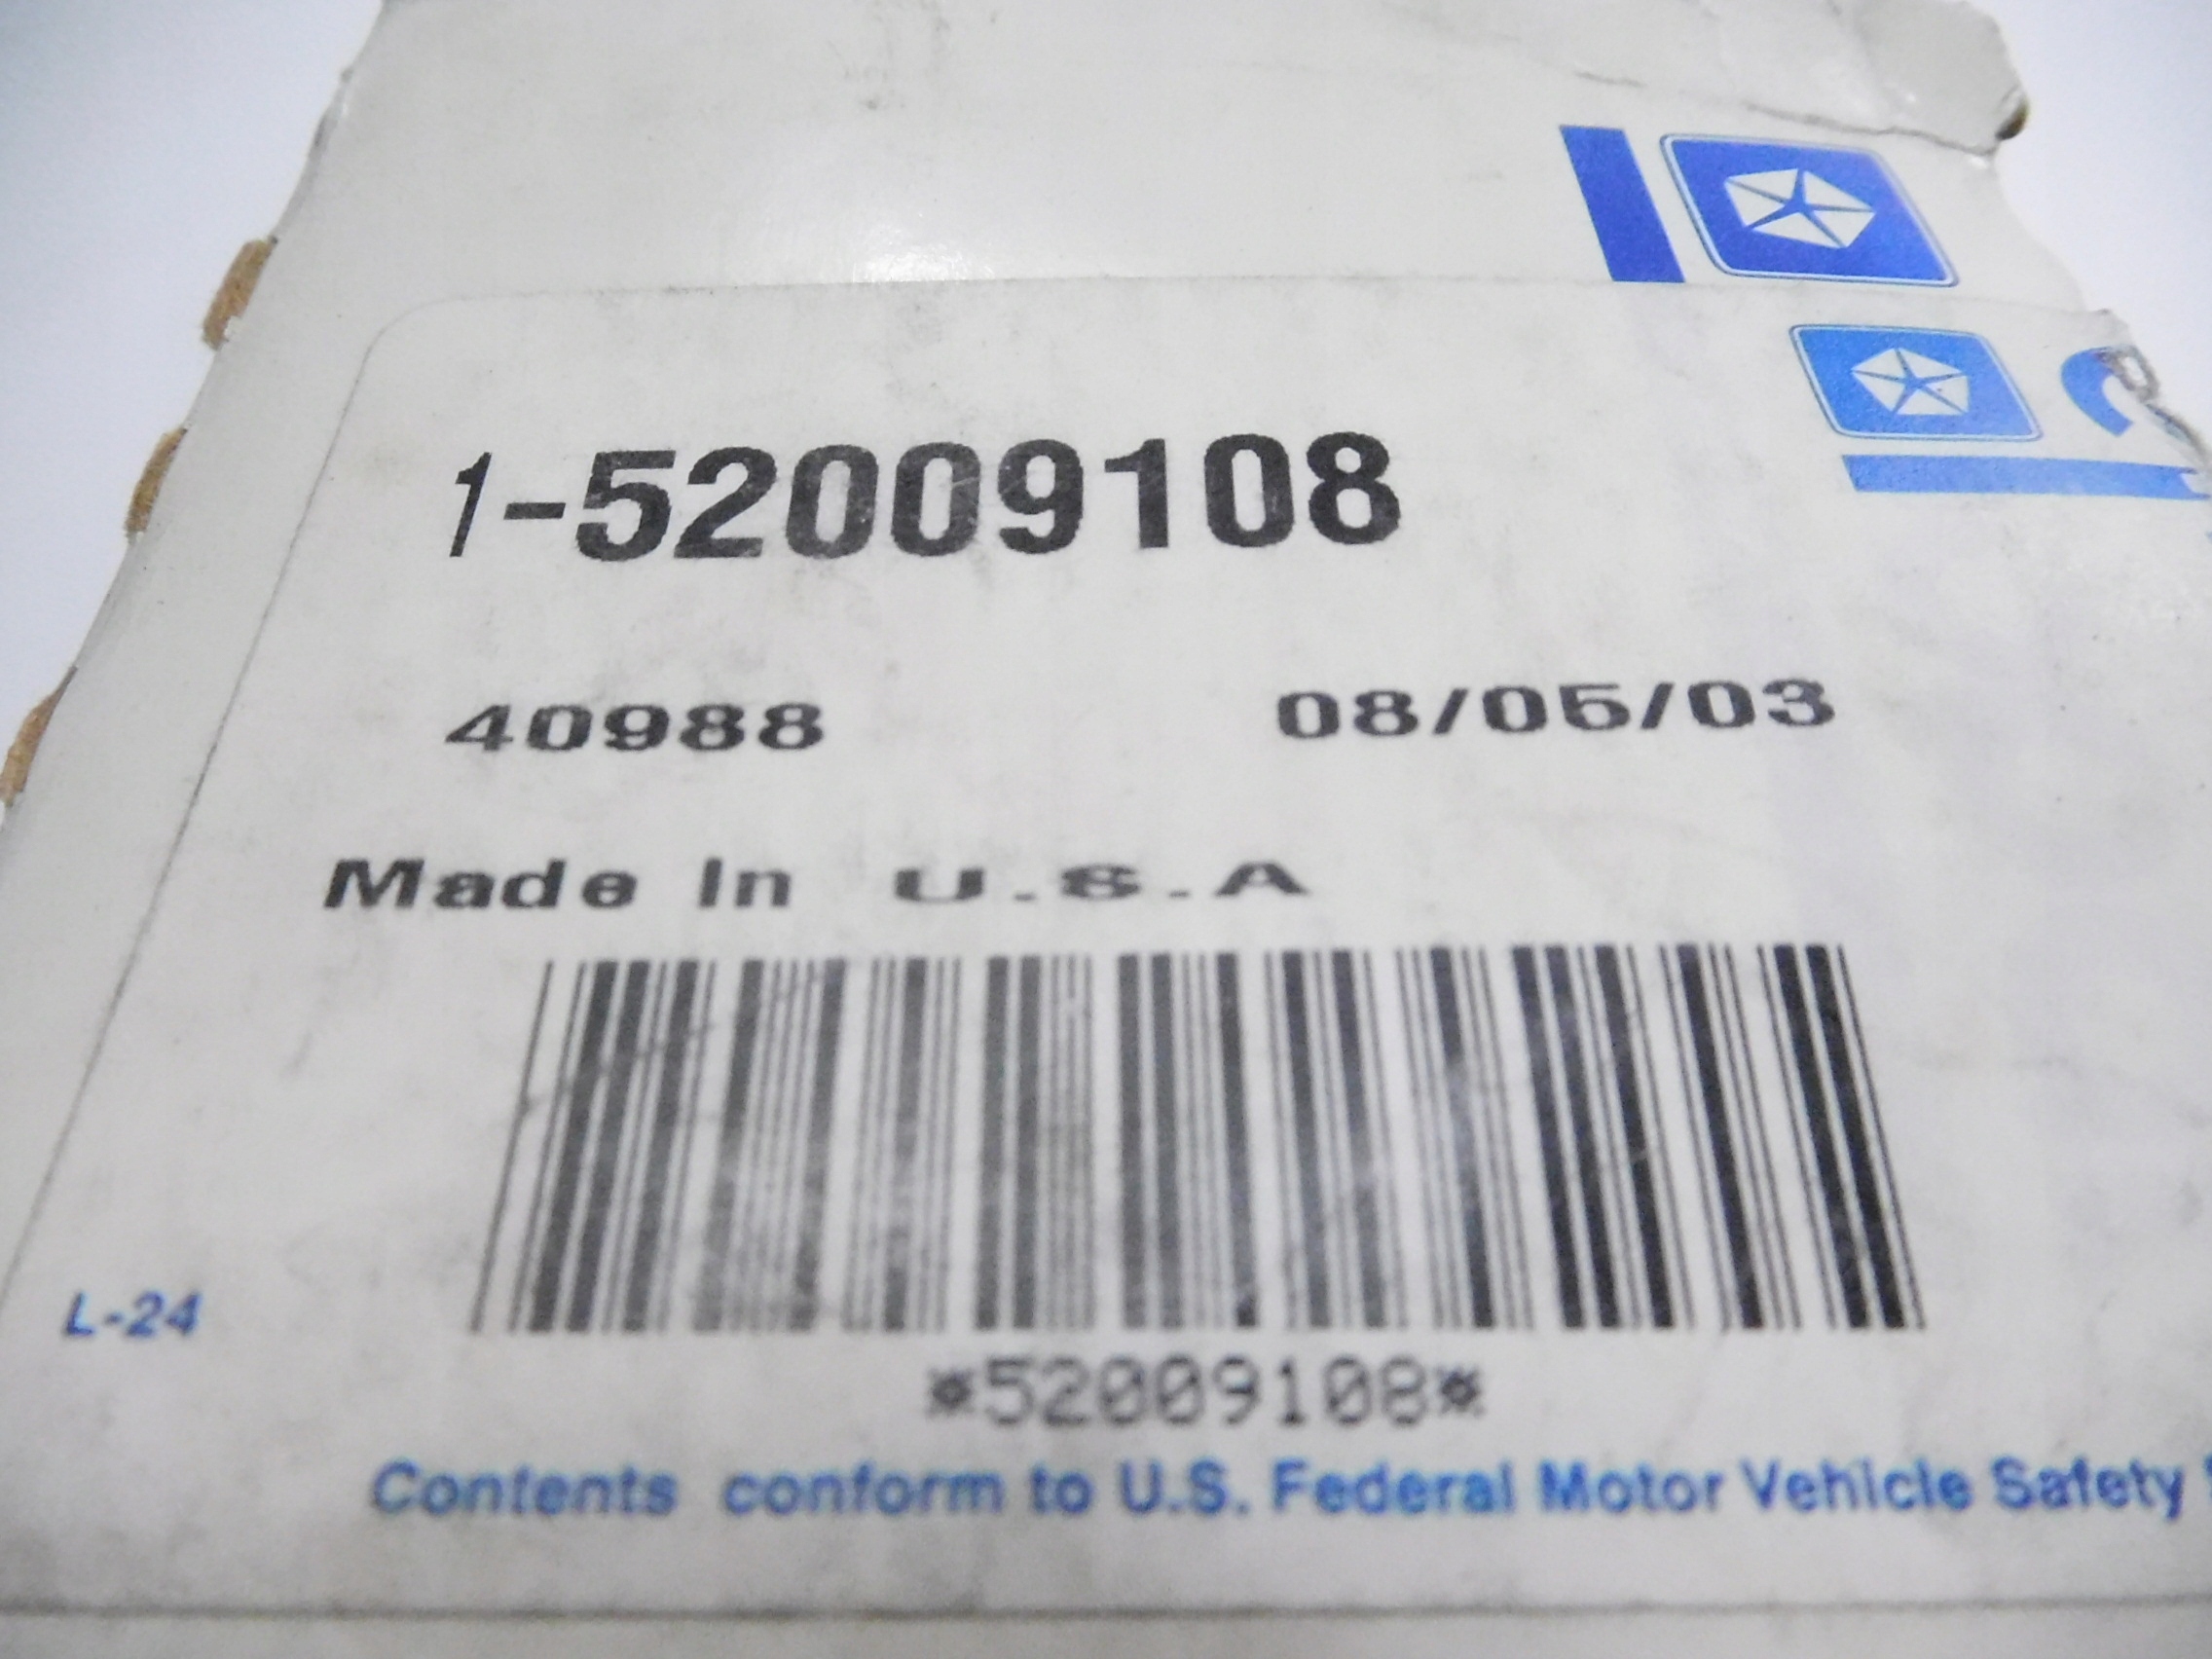 1-52009108
40988 08/05/03
Made In U.S.A
L-24
*52009108*
Contents conform to U.S. Federal Motor Vehicle Safety